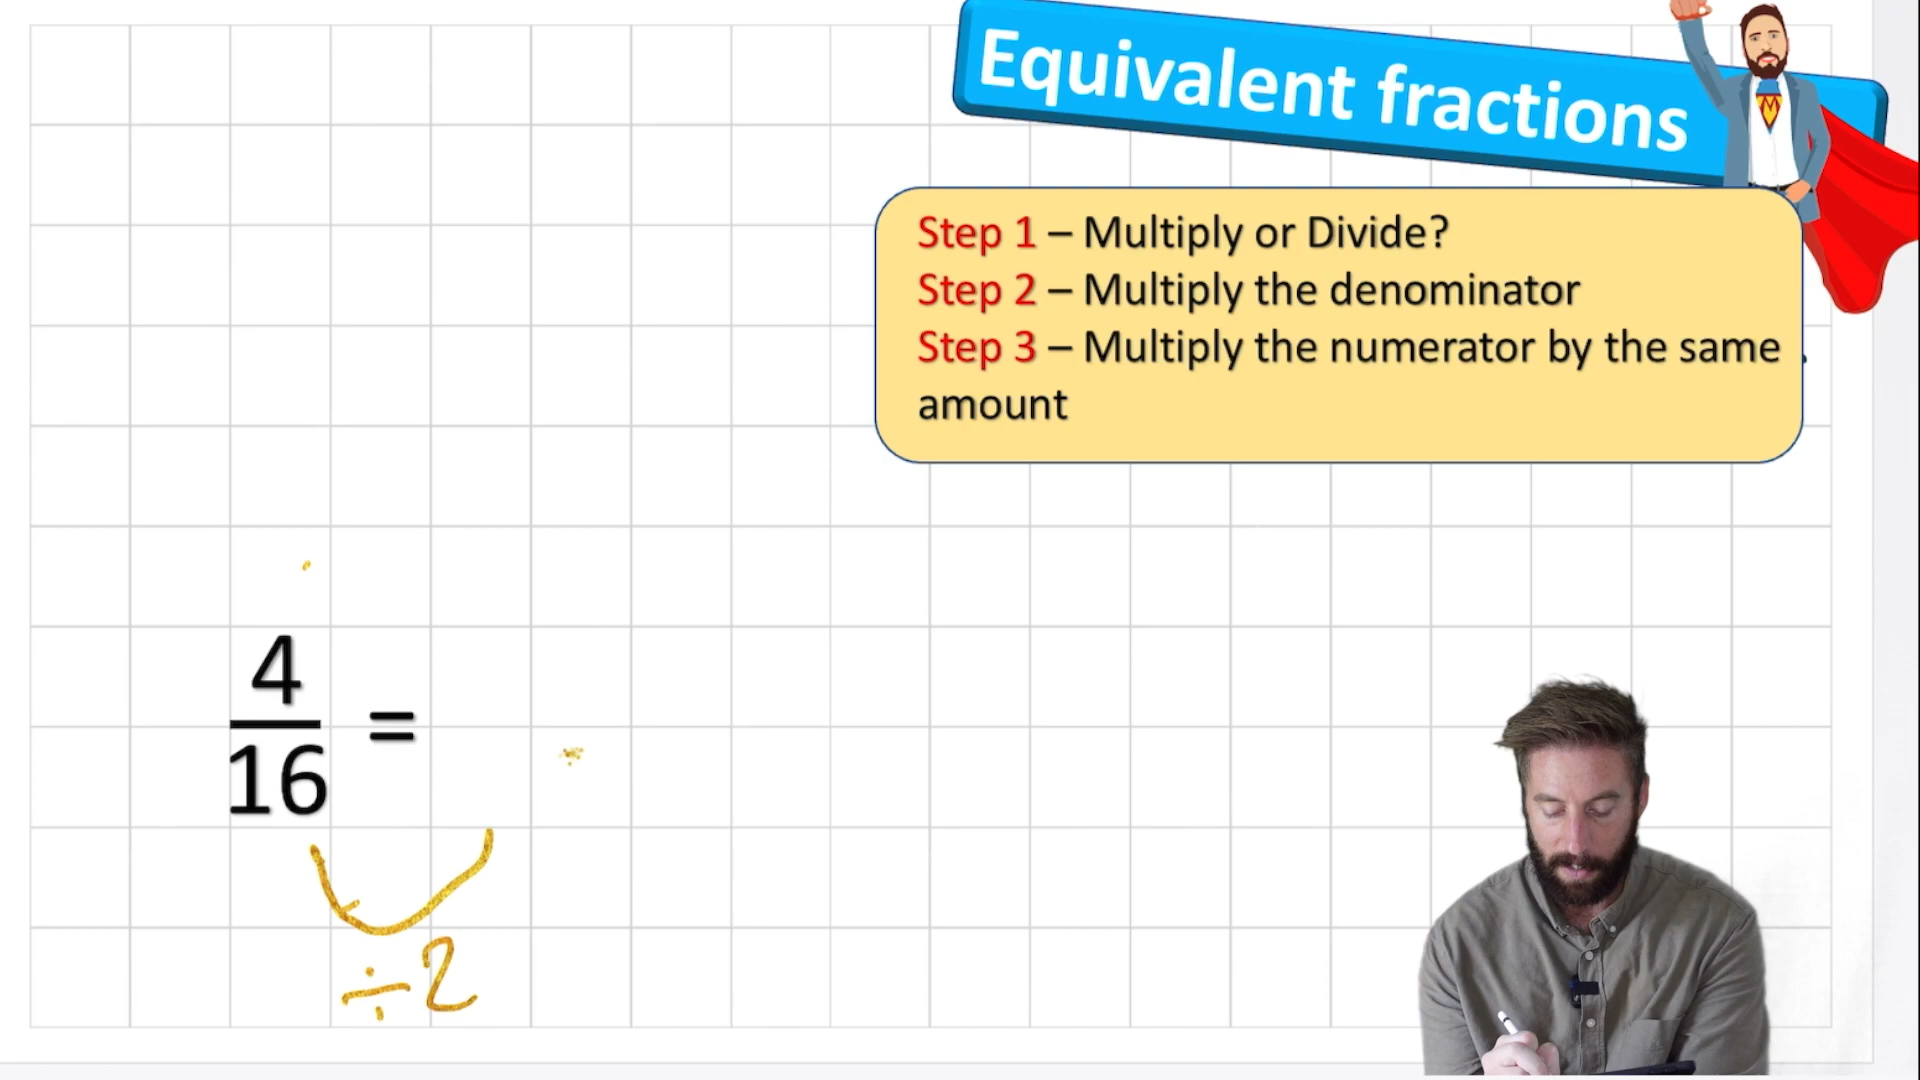 Equivalent fractions
M
Step 1 – Multiply or Divide?
Step 2 – Multiply the denominator
Step 3 – Multiply the numerator by the same
amount
4
16
=
÷2